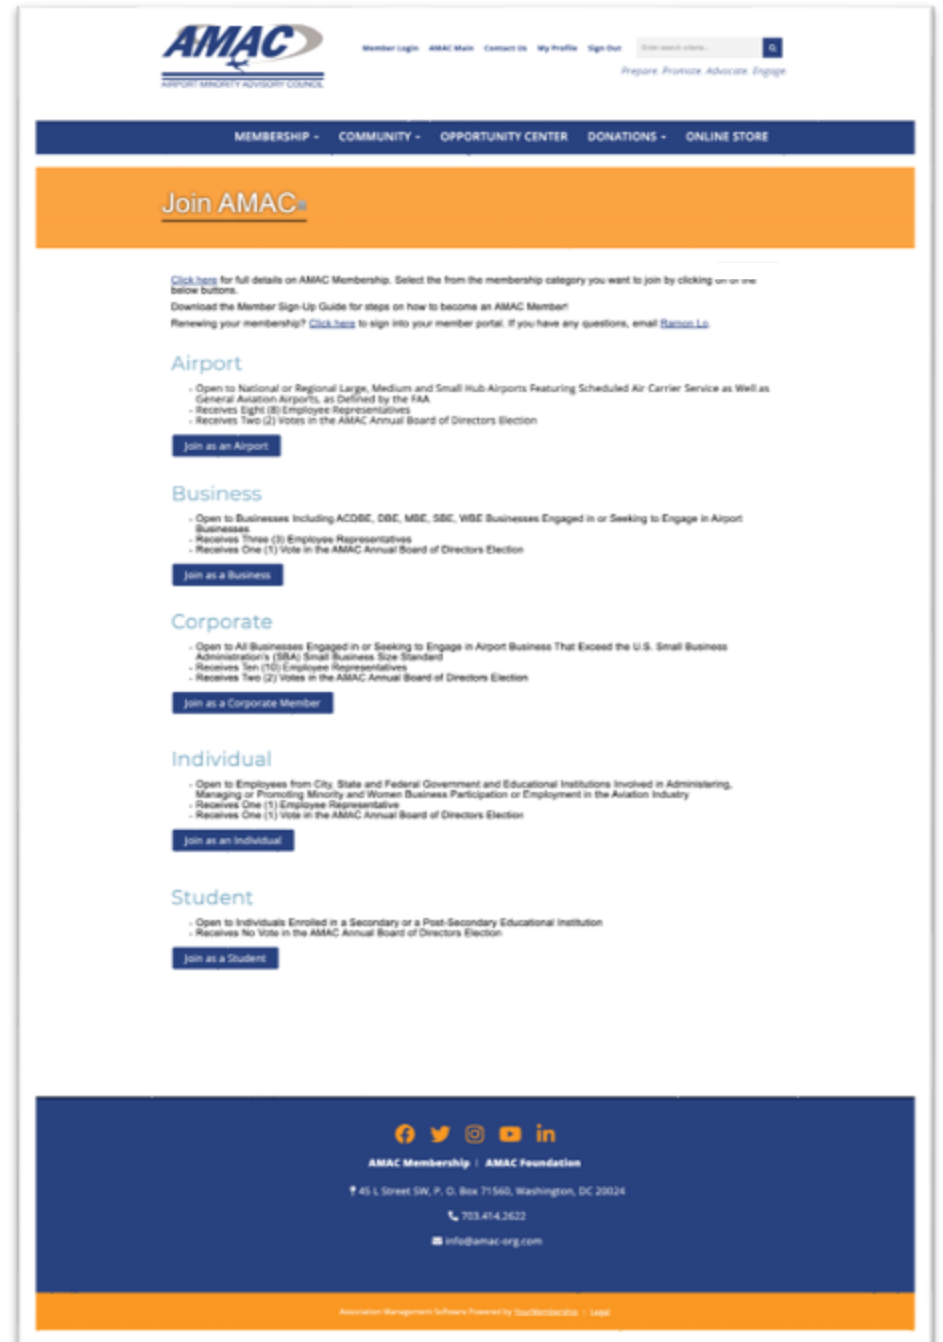 AMAC
AIRPORT MINORITY ADVISORY COUNCIL
Member Login AMAC Main Contact Us My Profile Sign Out Enter search criteria...
Prepare. Promote. Advocate. Engage.
MEMBERSHIP COMMUNITY OPPORTUNITY CENTER DONATIONS ONLINE STORE
Join AMAC
Click here for full details on AMAC Membership. Select the from the membership category you want to join by clicking on of the
below buttons.
Download the Member Sign-Up Guide for steps on how to become an AMAC Member!
Renewing your membership? Click here to sign into your member portal. If you have any questions, email Ramon Lo.
Airport
- Open to National or Regional Large, Medium and Small Hub Airports Featuring Scheduled Air Carrier Service as Well as
General Aviation Airports, as Defined by the FAA
- Receives Eight (8) Employee Representatives
- Receives Two (2) Votes in the AMAC Annual Board of Directors Election
Join as an Airport
Business
- Open to Businesses Including ACDBE, DBE, MBE, SBE, WBE Businesses Engaged in or Seeking to Engage in Airport
Businesses
- Receives Three (3) Employee Representatives
- Receives One (1) Vote in the AMAC Annual Board of Directors Election
Join as a Business
Corporate
- Open to All Businesses Engaged in or Seeking to Engage in Airport Business That Exceed the U.S. Small Business
Administration's (SBA) Small Business Size Standard
- Receives Ten (10) Employee Representatives
- Receives Two (2) Votes in the AMAC Annual Board of Directors Election
Join as a Corporate Member
Individual
- Open to Employees from City, State and Federal Government and Educational Institutions Involved in Administering,
Managing or Promoting Minority and Women Business Participation or Employment in the Aviation Industry
- Receives One (1) Employee Representative
- Receives One (1) Vote in the AMAC Annual Board of Directors Election
Join as an Individual
Student
- Open to Individuals Enrolled in a Secondary or a Post-Secondary Educational Institution
- Receives No Vote in the AMAC Annual Board of Directors Election
Join as a Student
AMAC Membership | AMAC Foundation
45 L Street SW, P. O. Box 71560, Washington, DC 20024
703.414.2622
info@amac-org.com
Association Management Software Powered by YourMembership | Legal